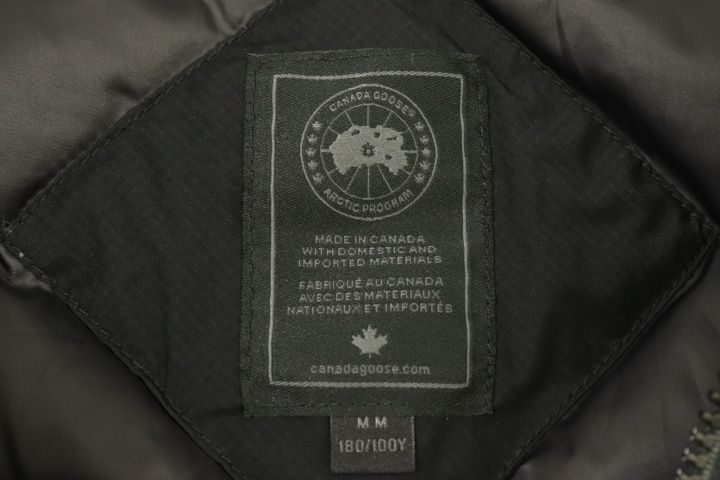 CANADA GOOSE®
ARCTIC PROGRAM
MADE IN CANADA
WITH DOMESTIC AND
IMPORTED MATERIALS
FABRIQUÉ AU CANADA
AVEC DES MATERIAUX
NATIONAUX ET IMPORTÉS
canadagoose.com
M M
180/100Y